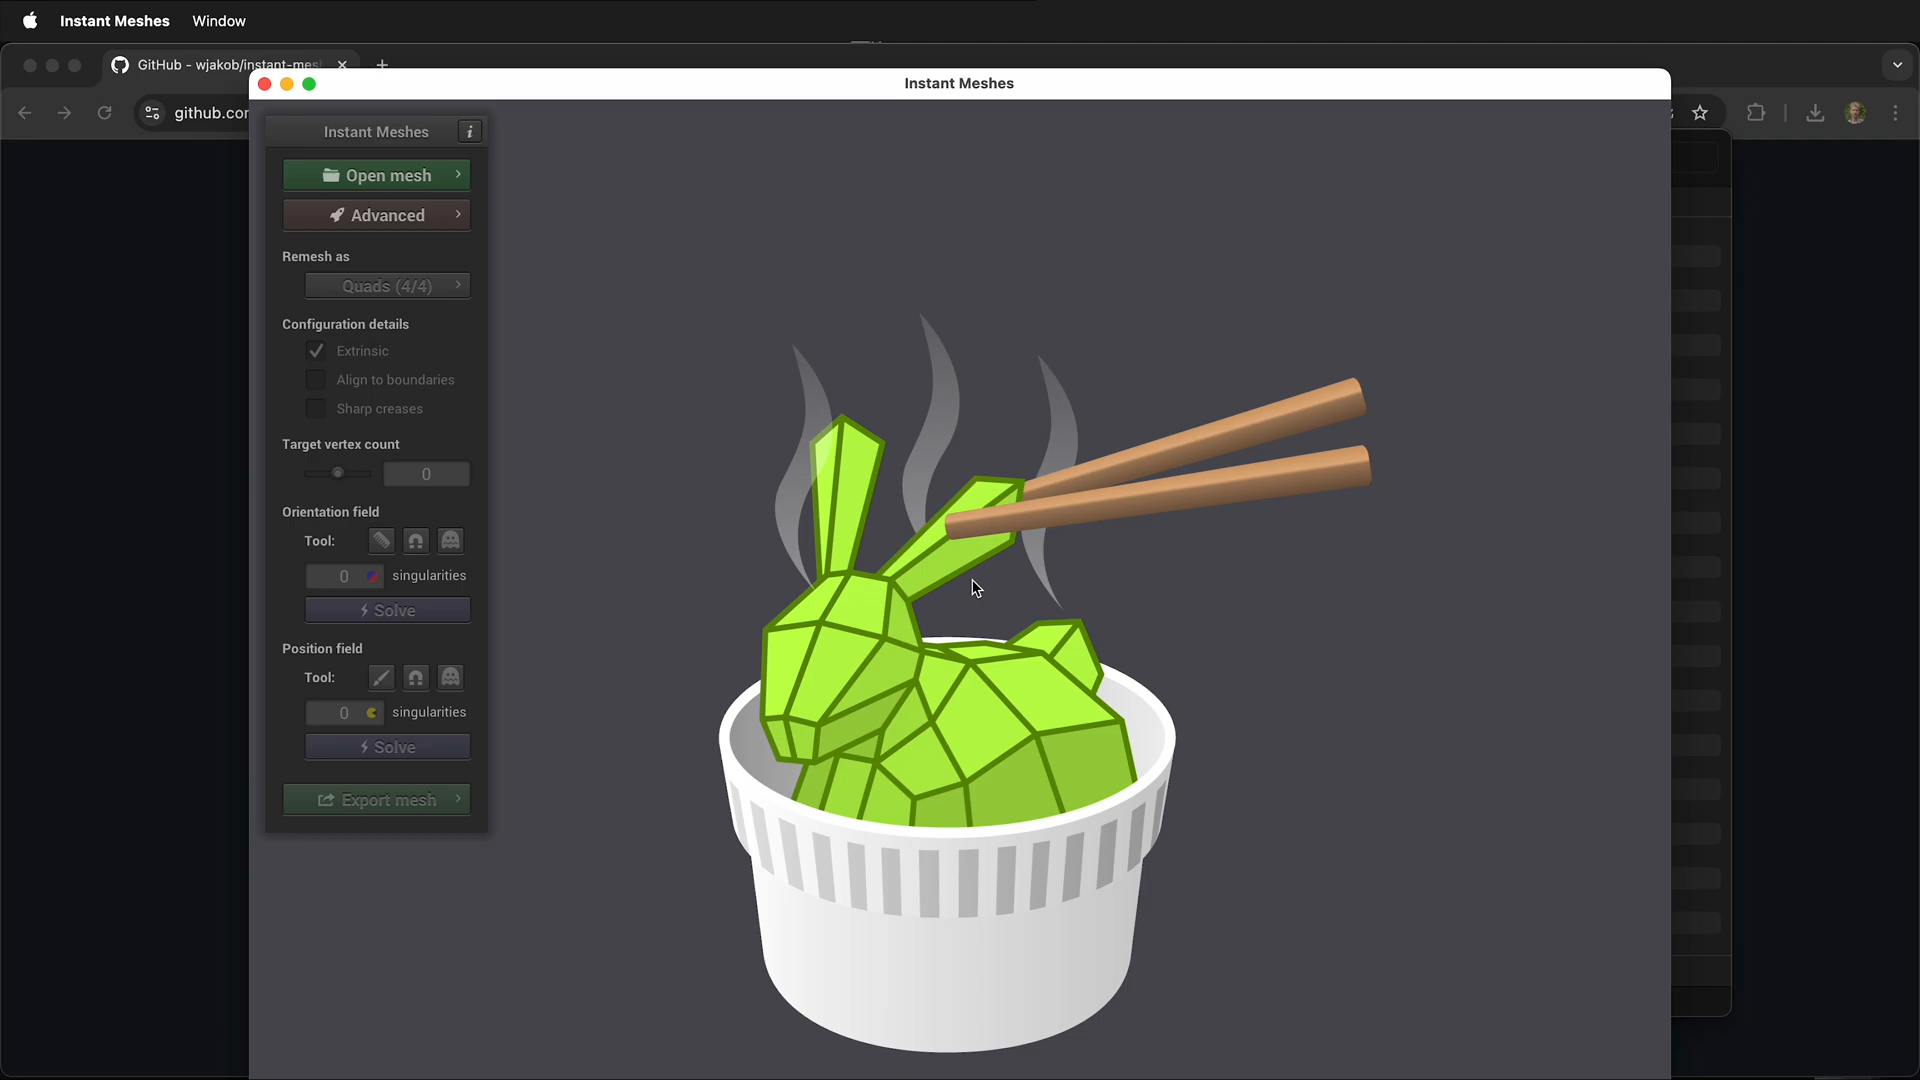 Instant Meshes Window
GitHub - wjakob/instant-mes
github.com
Instant Meshes
Instant Meshes i
Open mesh
Advanced
Remesh as
Quads (4/4)
Configuration details
Extrinsic
Align to boundaries
Sharp creases
Target vertex count
0
Orientation field
Tool:
0 singularities
Solve
Position field
Tool:
0 singularities
Solve
Export mesh